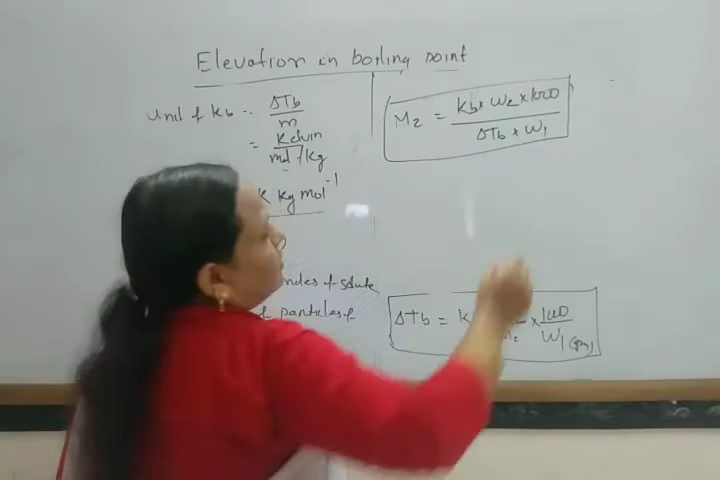 Elevation in boiling point
Unit of Kb = ΔTb / m
= Kelvin / mol/kg
K Kg mol⁻¹
M2 = Kb × W2 × 1000 / ΔTb × W1
of solute
of particles of
ΔTb = K × 1000 / W1 (gm)